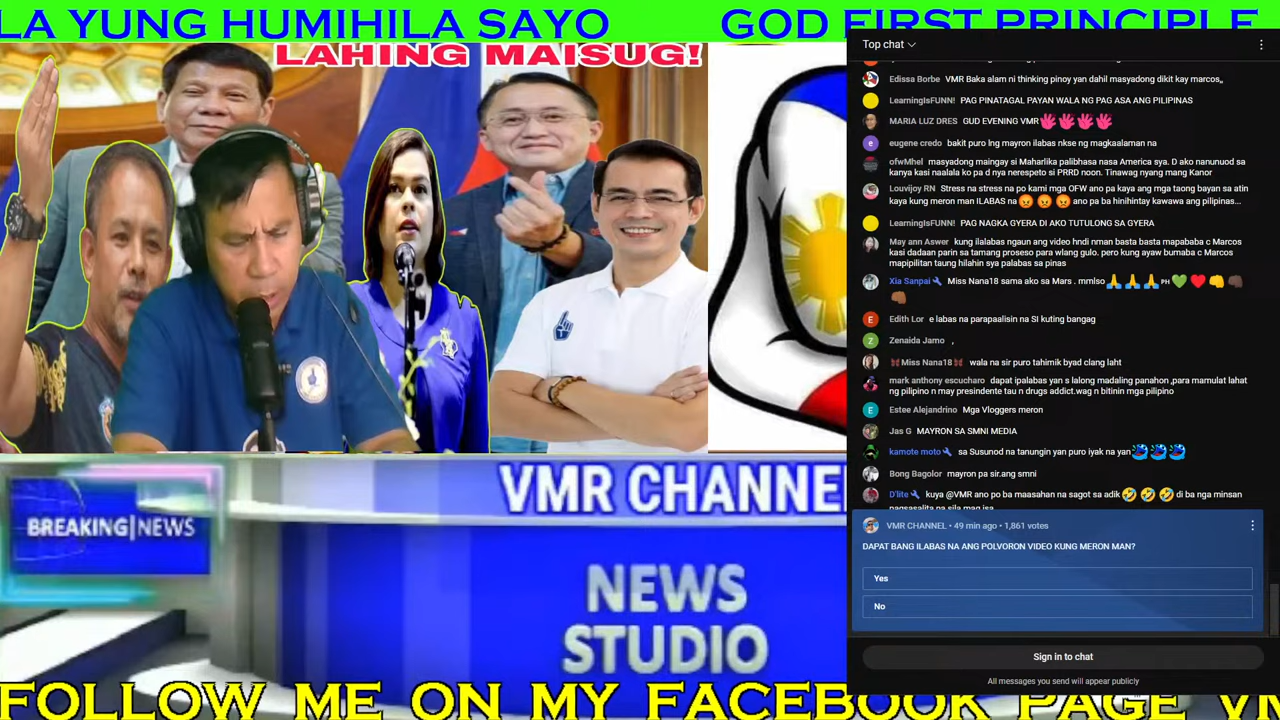 LA YUNG HUMIHILA SAYO
GOD FIRST PRINCIPLE
LAHING MAISUG!
BREAKING|NEWS
VMR CHANNE
NEWS
STUDIO
FOLLOW ME ON MY FACEBOOK PAGE VM
Top chat
Edissa Borbe VMR Baka alam ni thinking pinoy yan dahil masyadong dikit kay marcos,,
LearningIsFUNN! PAG PINATAGAL PAYAN WALA NG PAG ASA ANG PILIPINAS
MARIA LUZ DRES GUD EVENING VMR
eugene credo bakit puro lng mayron ilabas nkse ng magkaalaman na
ofwMhel masyadong maingay si Maharlika palibhasa nasa America sya. D ako nanunuod sa
kanya kasi naalala ko pa d nya nerespeto si PRRD noon. Tinawag nyang mang Kanor
Louvijoy RN Stress na stress na po kami mga OFW ano pa kaya ang mga taong bayan sa atin
kaya kung meron man ILABAS na 😡😡😡 ano pa ba hinihintay kawawa ang pilipinas...
LearningIsFUNN! PAG NAGKA GYERA DI AKO TUTULONG SA GYERA
May ann Aswer kung ilalabas ngaun ang video hndi nman basta basta mapababa c Marcos
kasi dadaan parin sa tamang proseso para wlang gulo. pero kung ayaw bumaba c Marcos
mapipilitan taung hilahin sya palabas sa pinas
Xia Sanpai Miss Nana18 sama ako sa Mars . mmlso 🙏🙏🙏 PH 💚❤️👊👊🏿
👊🏾
Edith Lor e labas na parapaalisin na SI kuting bangag
Zenaida Jamo ,
Miss Nana18 wala na sir puro tahimik byad clang laht
mark anthony escucharo dapat ipalabas yan s lalong madaling panahon ,para mamulat lahat
ng pilipino n may presidente tau n drugs addict.wag n bitinin mga pilipino
Estee Alejandrino Mga Vloggers meron
Jas G MAYRON SA SMNI MEDIA
kamote moto sa Susunod na tanungin yan puro iyak na yan
Bong Bagolor mayron pa sir.ang smni
D'lite kuya @VMR ano po ba maasahan na sagot sa adik 🤣🤣🤣 di ba nga minsan
VMR CHANNEL • 49 min ago • 1,861 votes
DAPAT BANG ILABAS NA ANG POLVORON VIDEO KUNG MERON MAN?
Yes
No
Sign in to chat
All messages you send will appear publicly